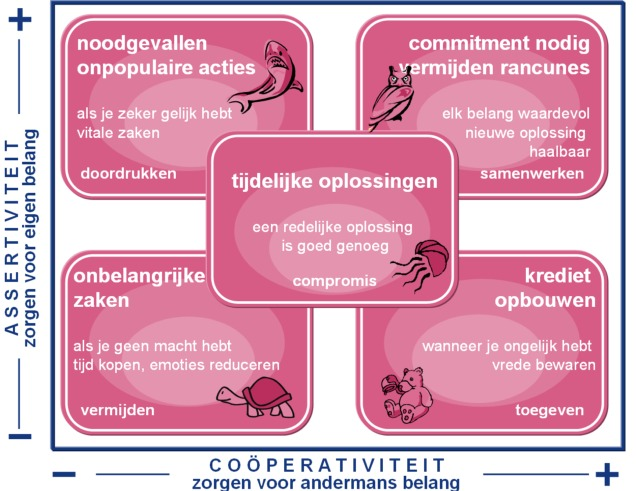 +
ASSERTIVITEIT
zorgen voor eigen belang
−
noodgevallen
onpopulaire acties
als je zeker gelijk hebt
vitale zaken
doordrukken
commitment nodig
vermijden rancunes
elk belang waardevol
nieuwe oplossing
haalbaar
samenwerken
tijdelijke oplossingen
een redelijke oplossing
is goed genoeg
compromis
onbelangrijke
zaken
als je geen macht hebt
tijd kopen, emoties reduceren
vermijden
krediet
opbouwen
wanneer je ongelijk hebt
vrede bewaren
toegeven
− COÖPERATIVITEIT +
zorgen voor andermans belang